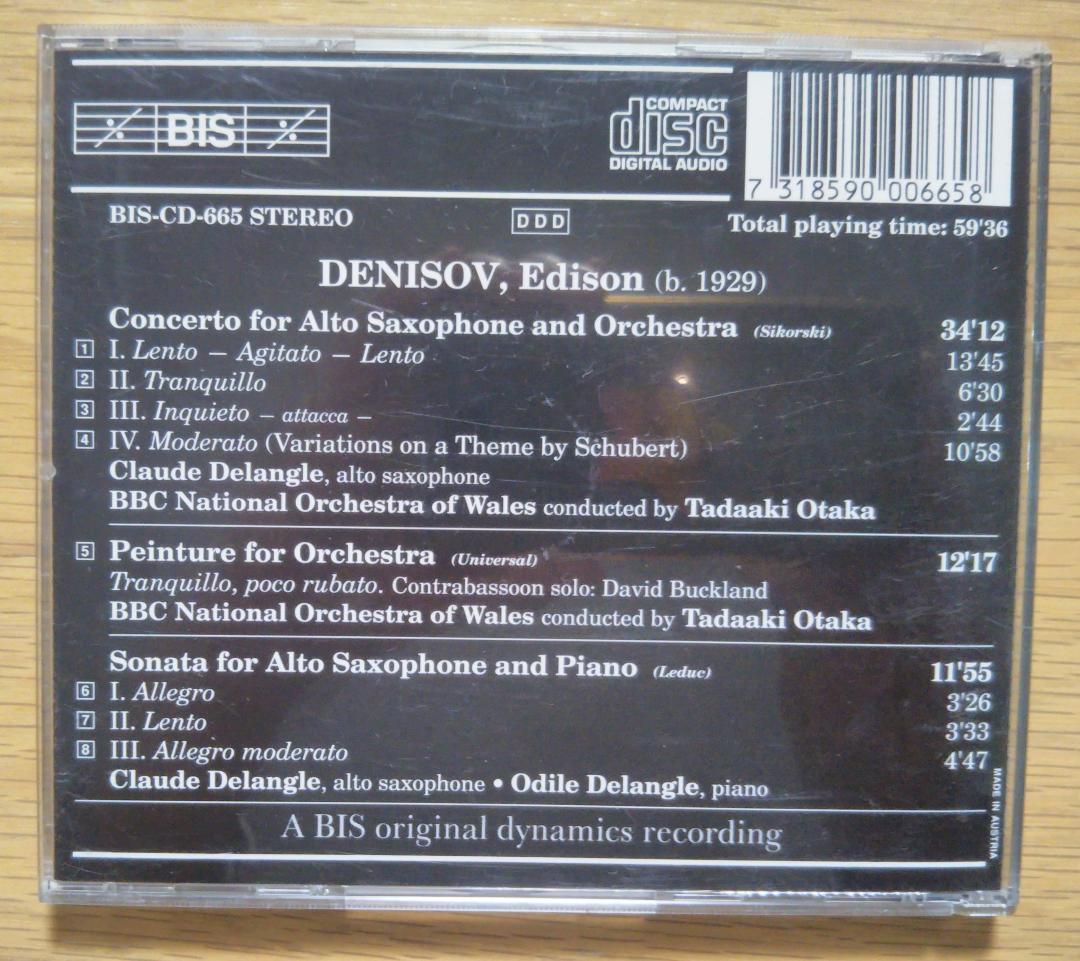 BIS
COMPACT
disc
DIGITAL AUDIO
7 318590 006658
BIS-CD-665 STEREO
DDD
Total playing time: 59'36
DENISOV, Edison (b. 1929)
Concerto for Alto Saxophone and Orchestra (Sikorski) 34'12
1 I. Lento – Agitato – Lento 13'45
2 II. Tranquillo 6'30
3 III. Inquieto – attacca – 2'44
4 IV. Moderato (Variations on a Theme by Schubert) 10'58
Claude Delangle, alto saxophone
BBC National Orchestra of Wales conducted by Tadaaki Otaka
5 Peinture for Orchestra (Universal) 12'17
Tranquillo, poco rubato. Contrabassoon solo: David Buckland
BBC National Orchestra of Wales conducted by Tadaaki Otaka
Sonata for Alto Saxophone and Piano (Leduc) 11'55
6 I. Allegro 3'26
7 II. Lento 3'33
8 III. Allegro moderato 4'47
Claude Delangle, alto saxophone • Odile Delangle, piano
A BIS original dynamics recording
MADE IN AUSTRIA